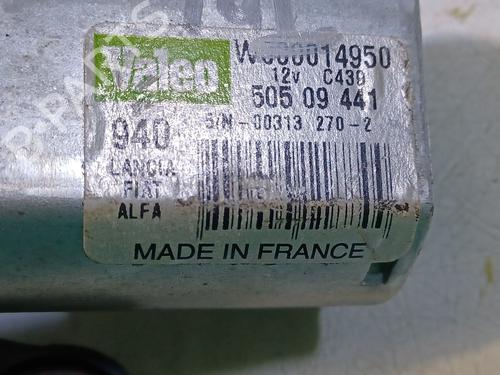 Valeo
W000014950
12v C439
505 09 441
940
S/N-00313 270-2
LANCIA
FIAT
ALFA
MADE IN FRANCE
B-PARTS